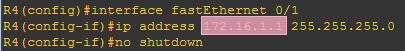 R4(config)#interface fastEthernet 0/1
R4(config-if)#ip address 172.16.1.1 255.255.255.0
R4(config-if)#no shutdown